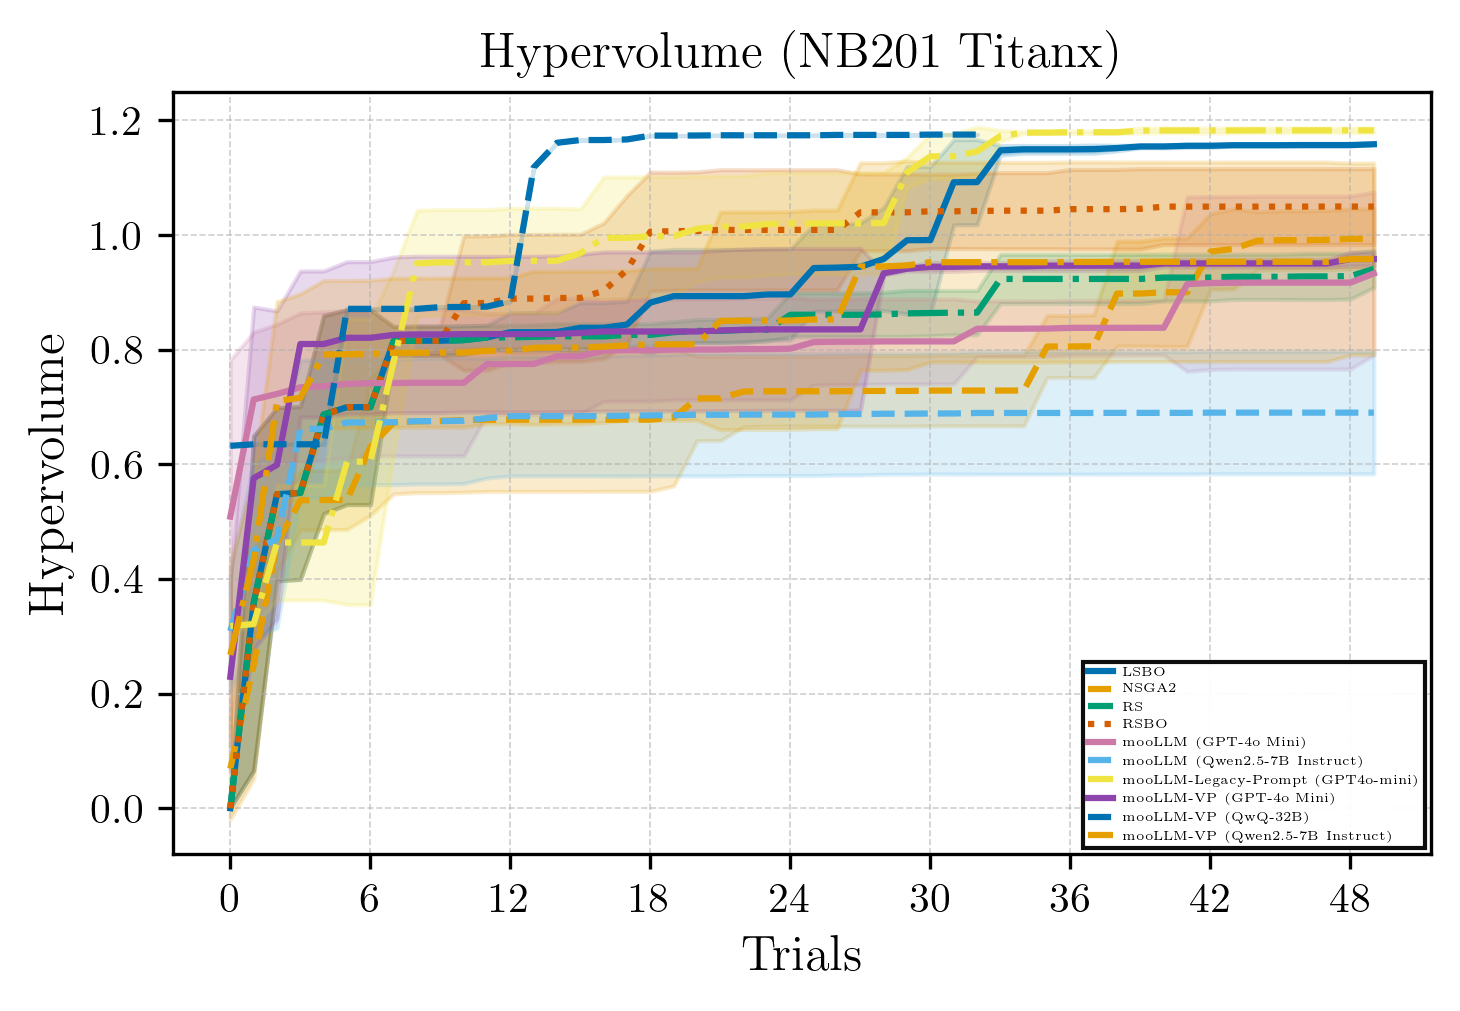 Hypervolume (NB201 Titanx)
Hypervolume
1.2
1.0
0.8
0.6
0.4
0.2
0.0
LSBO
NSGA2
RS
RSBO
mooLLM (GPT-4o Mini)
mooLLM (Qwen2.5-7B Instruct)
mooLLM-Legacy-Prompt (GPT4o-mini)
mooLLM-VP (GPT-4o Mini)
mooLLM-VP (QwQ-32B)
mooLLM-VP (Qwen2.5-7B Instruct)
0 6 12 18 24 30 36 42 48
Trials